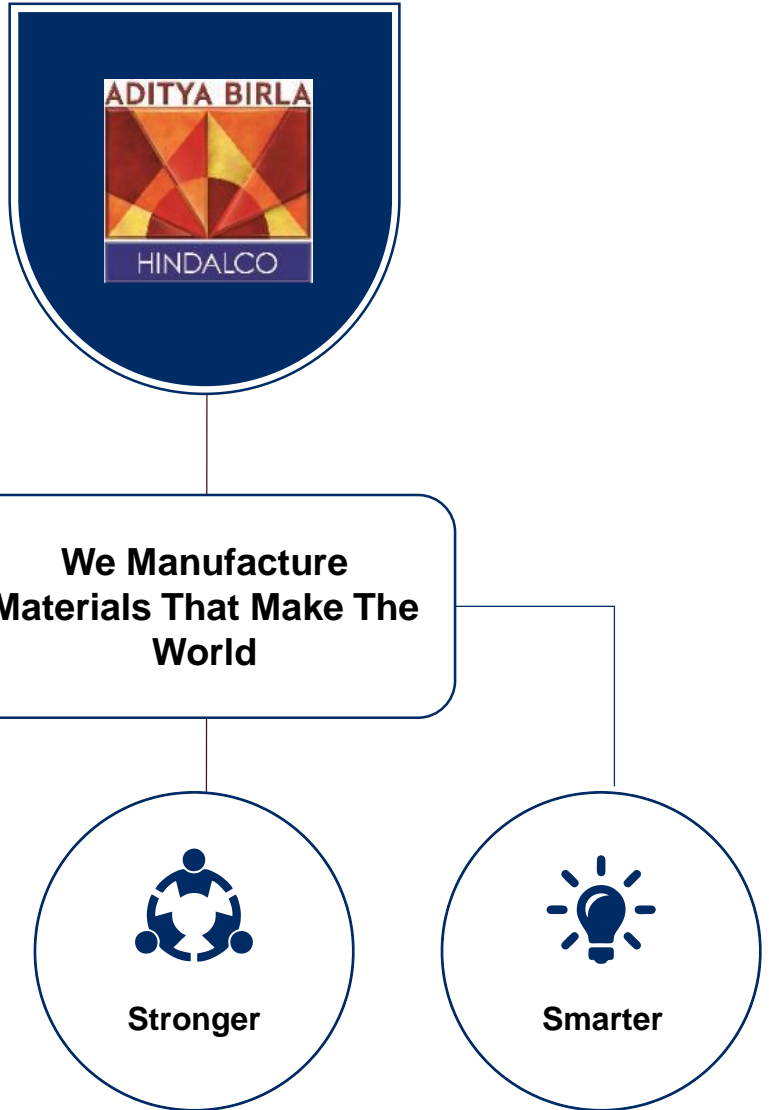 ADITYA BIRLA
HINDALCO
We Manufacture
Materials That Make The
World
Stronger
Smarter